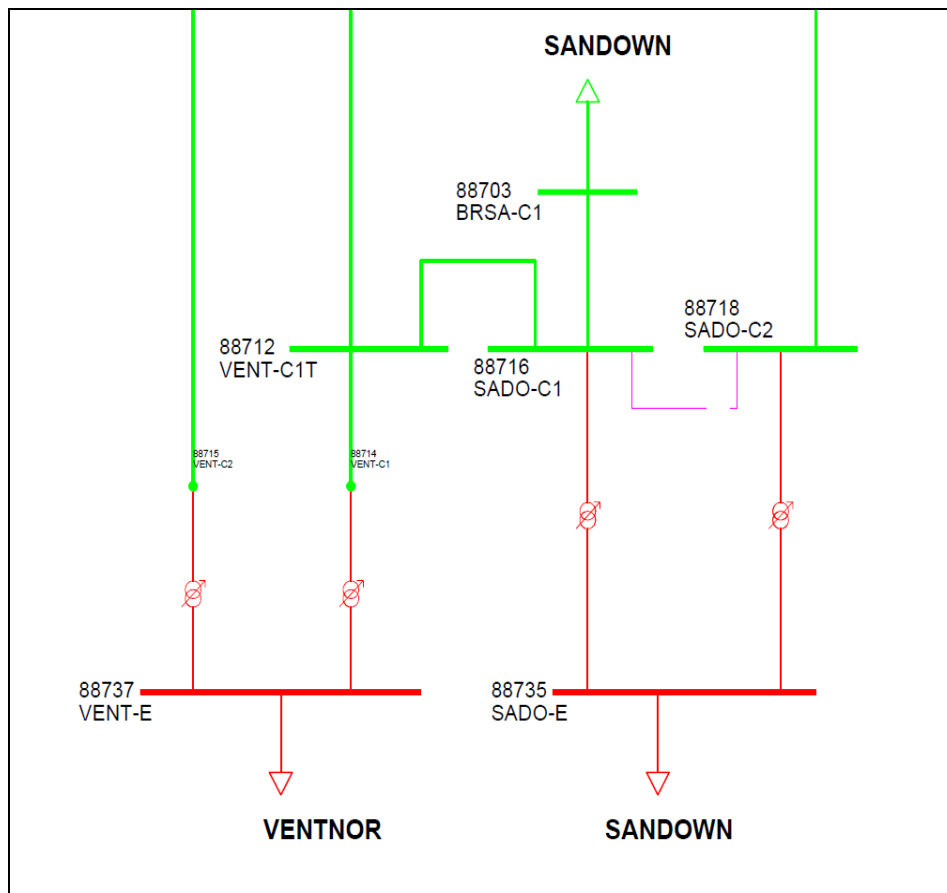 SANDOWN
88703
BRSA-C1
88718
SADO-C2
88712
VENT-C1T
88716
SADO-C1
88715
VENT-C2
88714
VENT-C1
88737
VENT-E
88735
SADO-E
VENTNOR
SANDOWN